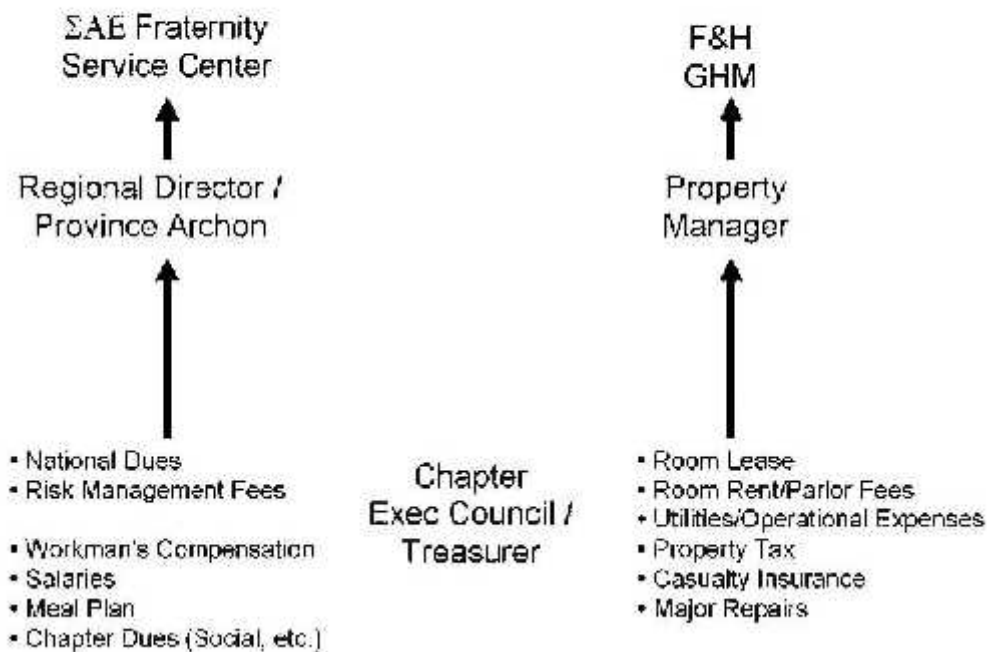 ΣAE Fraternity
Service Center
F&H
GHM
Regional Director /
Province Archon
Property
Manager
• National Dues
• Risk Management Fees
• Workman's Compensation
• Salaries
• Meal Plan
• Chapter Dues (Social, etc.)
Chapter
Exec Council /
Treasurer
• Room Lease
• Room Rent/Parlor Fees
• Utilities/Operational Expenses
• Property Tax
• Casualty Insurance
• Major Repairs